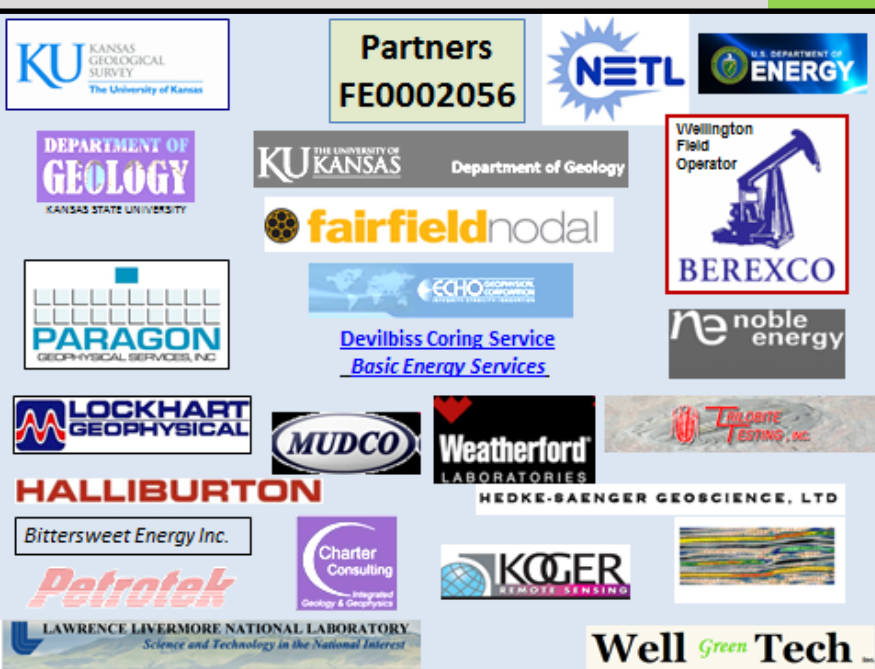 KU KANSAS
GEOLOGICAL
SURVEY
The University of Kansas
Partners
FE0002056
NETL
U.S. DEPARTMENT OF
ENERGY
DEPARTMENT OF
GEOLOGY
KANSAS STATE UNIVERSITY
KU THE UNIVERSITY OF
KANSAS
Department of Geology
Wellington
Field
Operator
BEREXCO
fairfieldnodal
PARAGON
GEOPHYSICAL SERVICES, INC
ECHO GEOPHYSICAL
CORPORATION
INTEGRITY STABILITY INNOVATION
Devilbiss Coring Service
Basic Energy Services
ne noble
energy
LOCKHART
GEOPHYSICAL
MUDCO
Weatherford
LABORATORIES
TRILOBITE
TESTING, INC.
HALLIBURTON
HEDKE-SAENGER GEOSCIENCE, LTD
Bittersweet Energy Inc.
Charter
Consulting
Integrated
Geology & Geophysics
KOGER
REMOTE SENSING
Petrotek
LAWRENCE LIVERMORE NATIONAL LABORATORY
Science and Technology in the National Interest
Well Green Tech